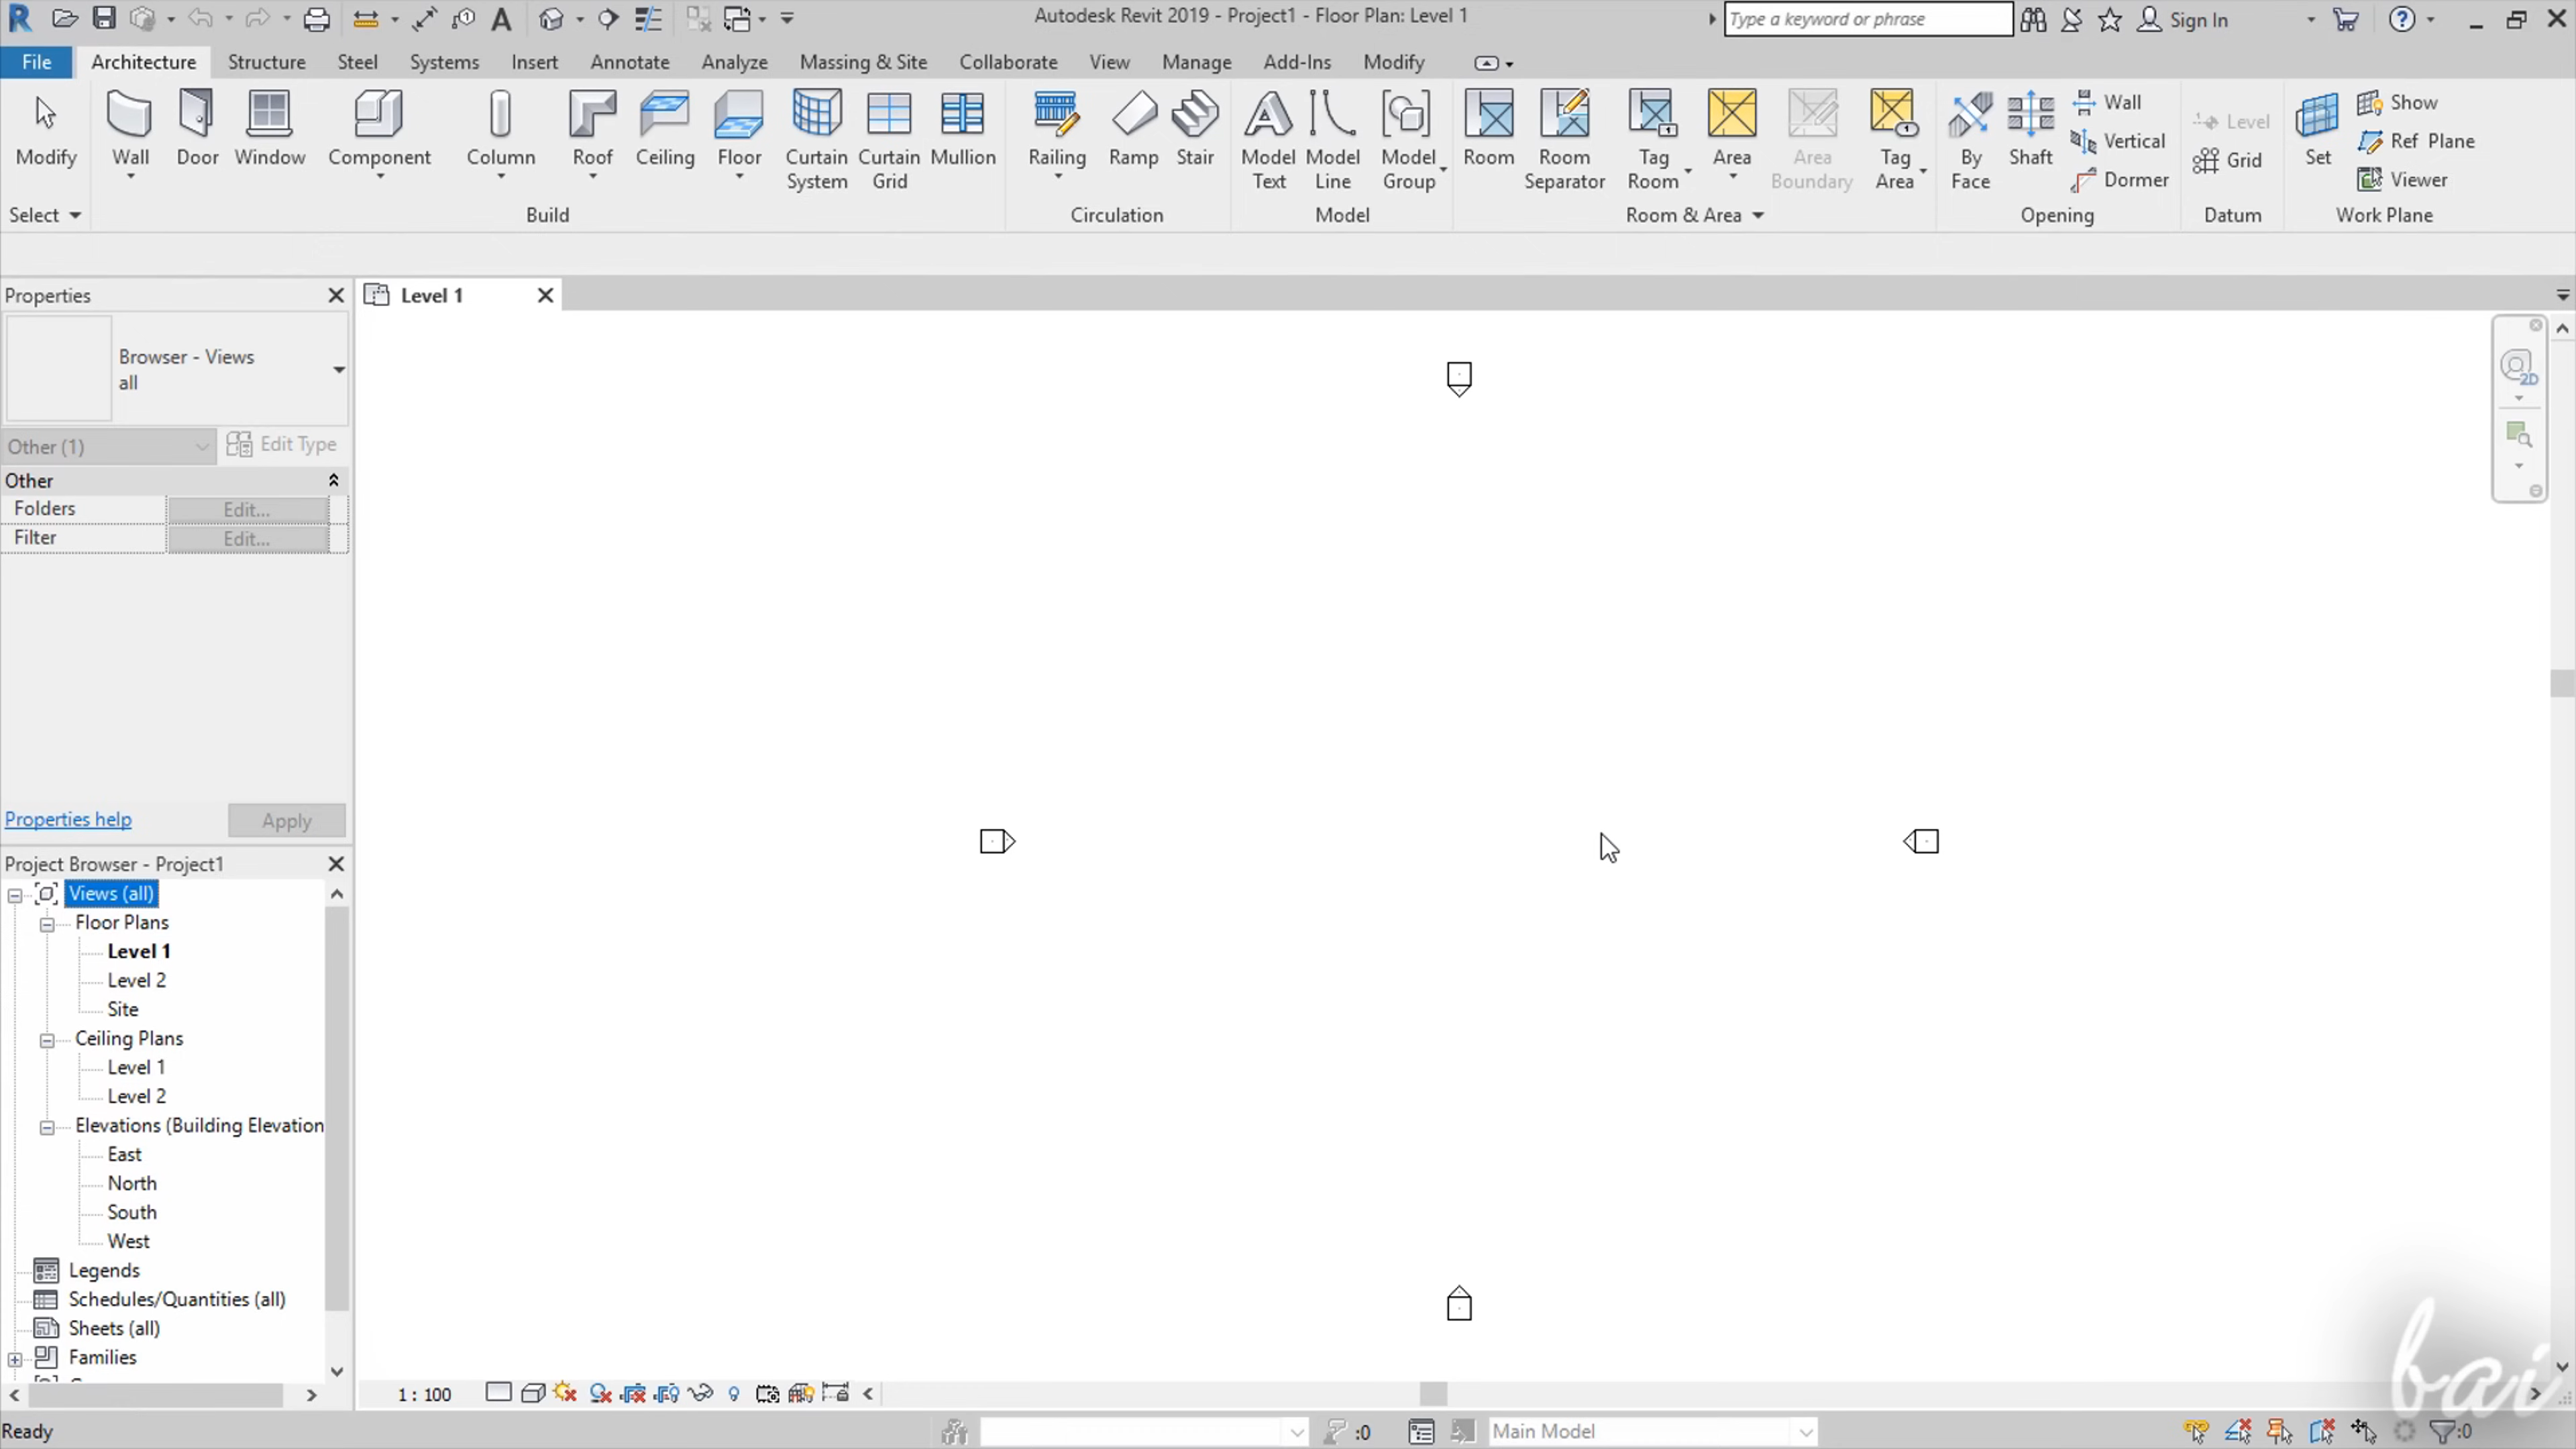 Autodesk Revit 2019 - Project1 - Floor Plan: Level 1
Type a keyword or phrase
Sign In
File Architecture Structure Steel Systems Insert Annotate Analyze Massing & Site Collaborate View Manage Add-Ins Modify
Modify
Wall
Door
Window
Component
Column
Roof
Ceiling
Floor
Curtain
System
Curtain
Grid
Mullion
Railing
Ramp
Stair
Model
Text
Model
Line
Model
Group
Room
Room
Separator
Tag
Room
Area
Area
Boundary
Tag
Area
By
Face
Shaft
Wall
Vertical
Dormer
Level
Grid
Set
Show
Ref Plane
Viewer
Select
Build
Circulation
Model
Room & Area
Opening
Datum
Work Plane
Properties
Level 1
Browser - Views
all
2D
Other (1)
Edit Type
Other
Folders Edit...
Filter Edit...
Properties help
Apply
Project Browser - Project1
Views (all)
Floor Plans
Level 1
Level 2
Site
Ceiling Plans
Level 1
Level 2
Elevations (Building Elevation
East
North
South
West
Legends
Schedules/Quantities (all)
Sheets (all)
Families
1 : 100
bai
Ready
:0
Main Model
:0